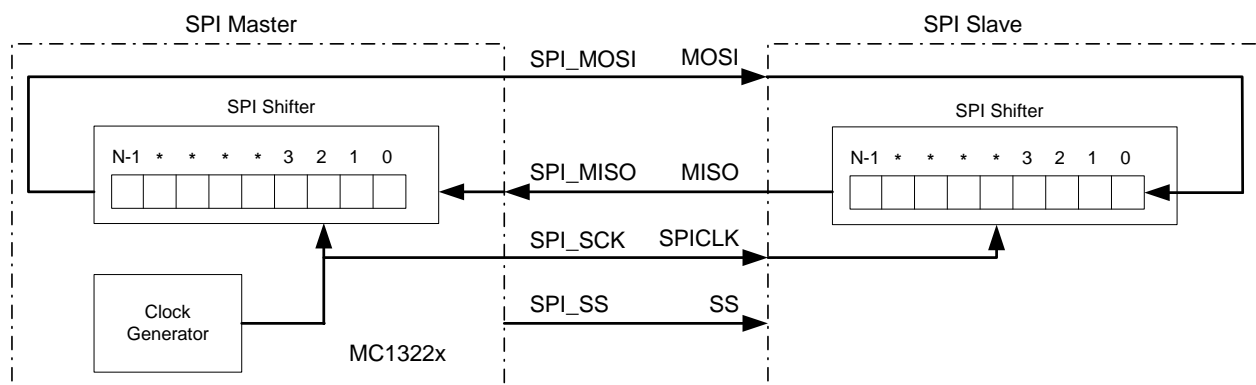 SPI Master SPI Slave
SPI_MOSI MOSI
SPI Shifter SPI Shifter
N-1 * * * * 3 2 1 0
SPI_MISO MISO
N-1 * * * * 3 2 1 0
SPI_SCK SPICLK
Clock
Generator
SPI_SS SS
MC1322x